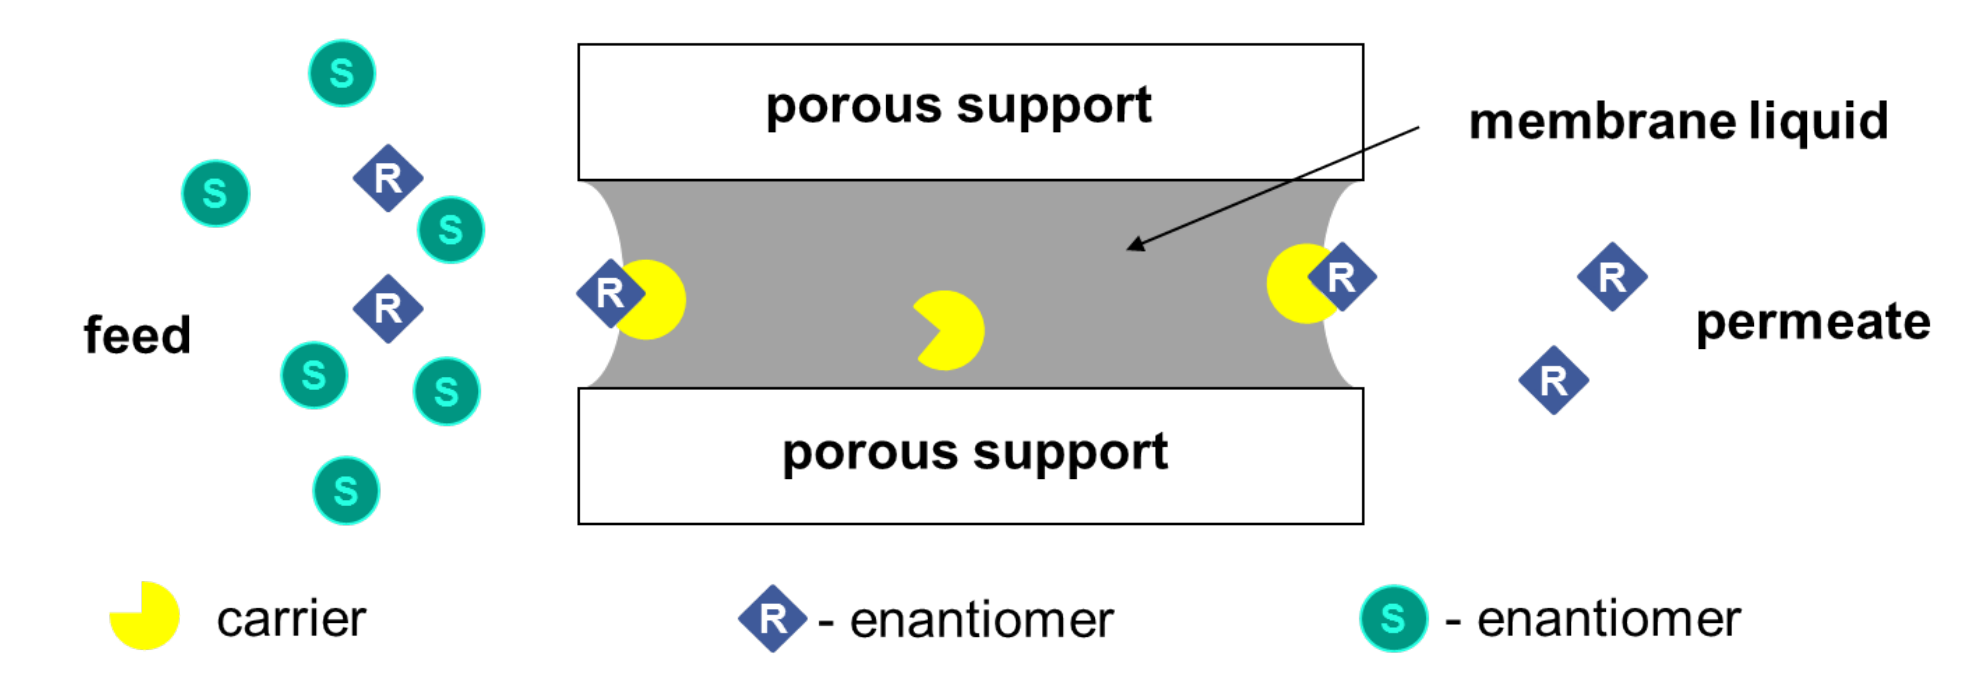 S
porous support
membrane liquid
S
R
S
R
R
R
R
feed
permeate
S
S
R
porous support
S
carrier
R - enantiomer
S - enantiomer